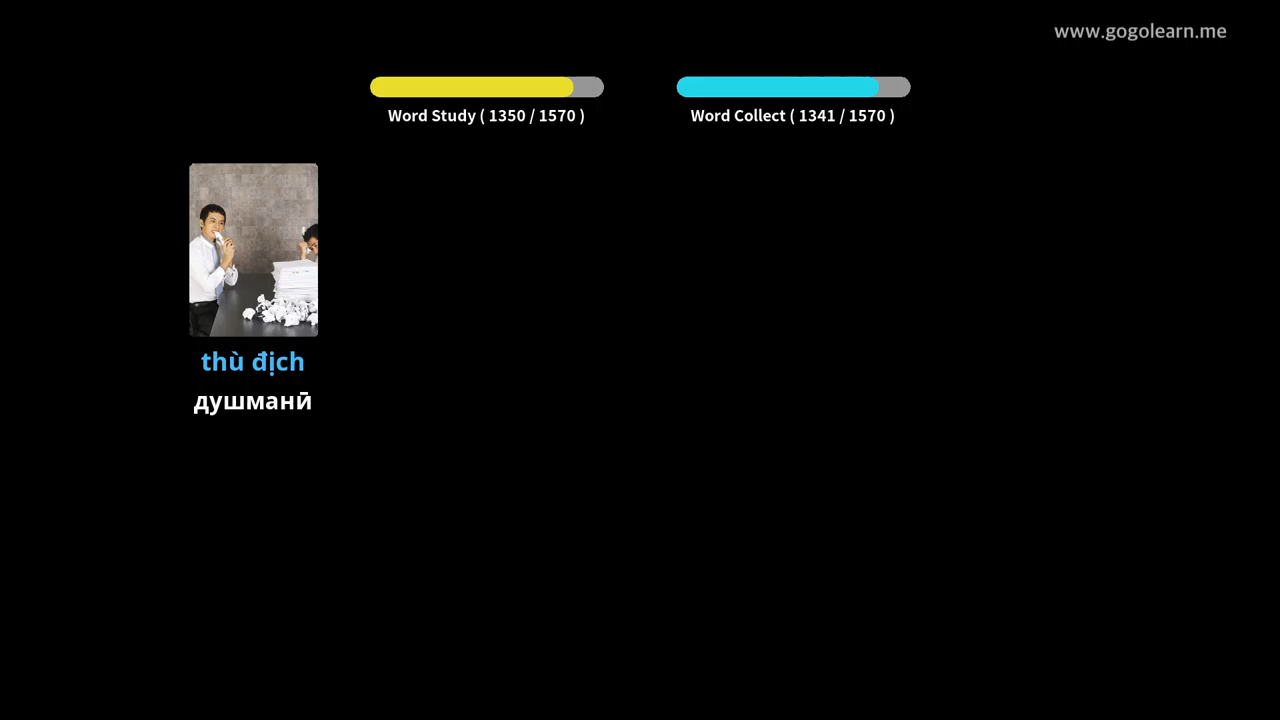 www.gogolearn.me
Word Study ( 1350 / 1570 )
Word Collect ( 1341 / 1570 )
thù địch
душманӣ